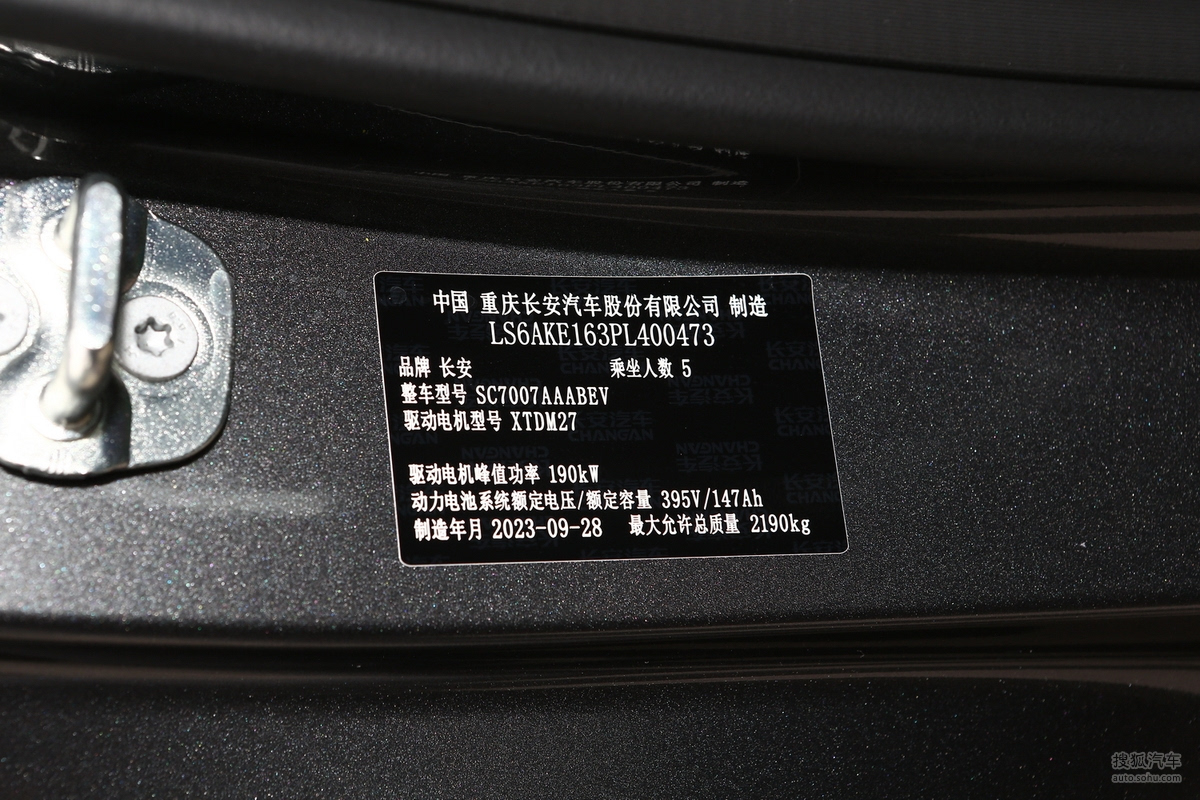 中国 重庆长安汽车股份有限公司 制造
LS6AKE163PL400473
品牌 长安 乘坐人数 5
整车型号 SC7007AAABEV
驱动电机型号 XTDM27
驱动电机峰值功率 190kW
动力电池系统额定电压/额定容量 395V/147Ah
制造年月 2023-09-28 最大允许总质量 2190kg
搜狐汽车
auto.sohu.com